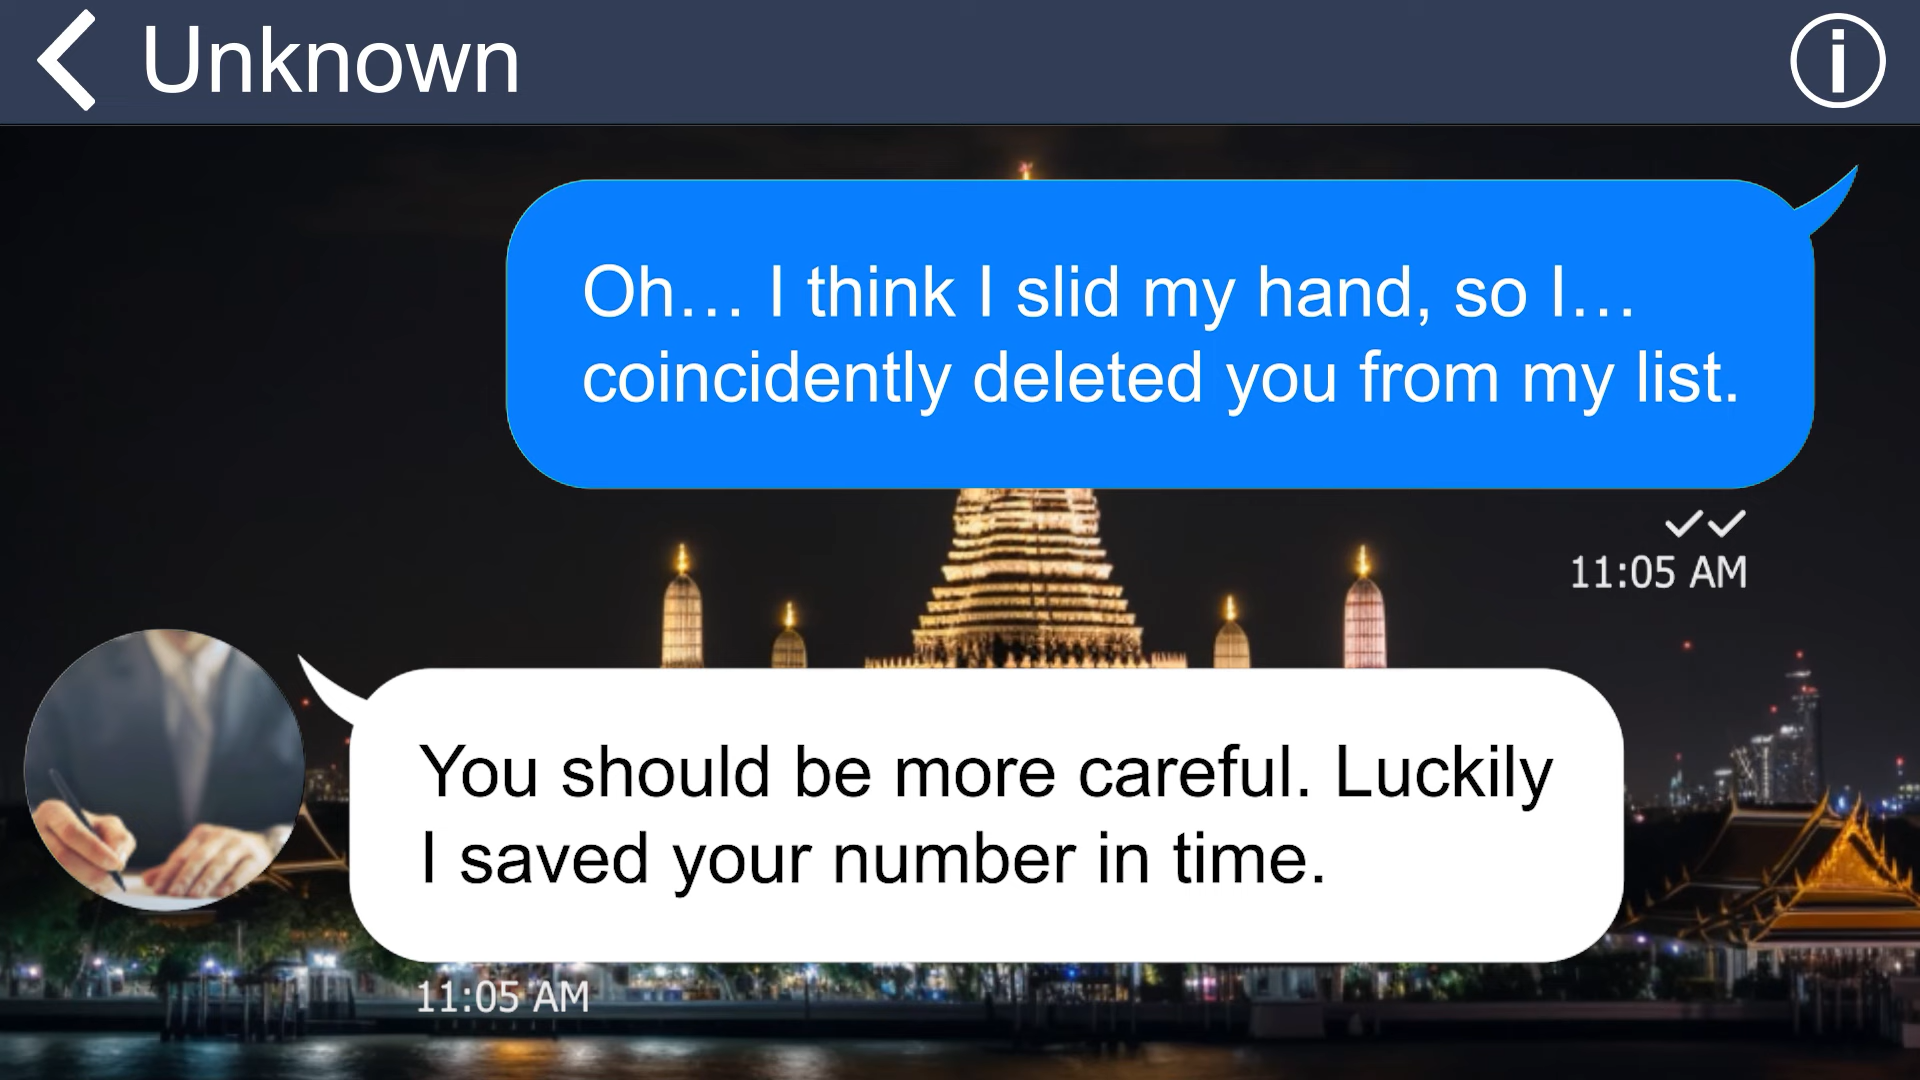 Unknown
Oh… I think I slid my hand, so I…
coincidently deleted you from my list.
11:05 AM
You should be more careful. Luckily
I saved your number in time.
11:05 AM